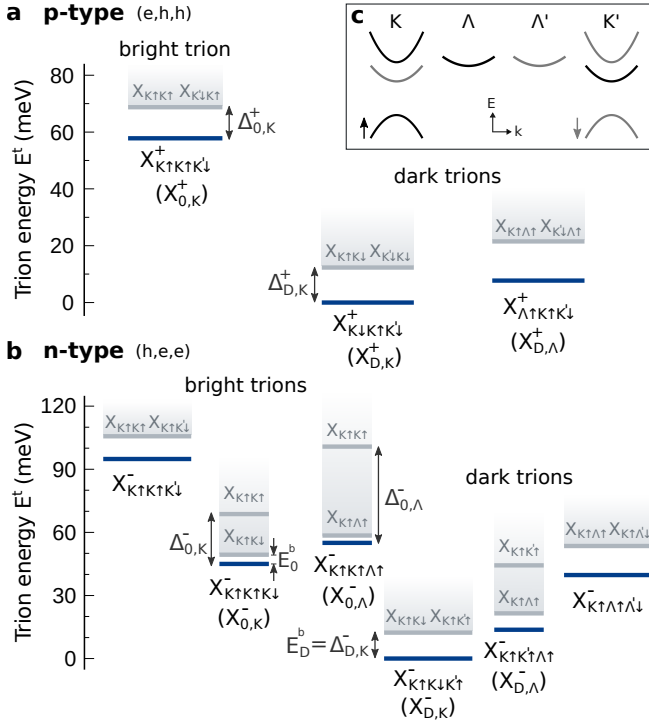 a p-type (e,h,h)
bright trion
Trion energy Eᵗ (meV)
80
60
40
20
0
X_K↑K↑ X_K'↓K↑
Δ⁺_0,K
X⁺_K↑K↑K'↓
(X⁺_0,K)
dark trions
X_K↑K↓ X_K'↓K↓
Δ⁺_D,K
X⁺_K↓K↑K'↓
(X⁺_D,K)
X_K↑Λ↑ X_K'↓Λ↑
X⁺_Λ↑K↑K'↓
(X⁺_D,Λ)
c
K Λ Λ' K'
E
k
b n-type (h,e,e)
bright trions
Trion energy Eᵗ (meV)
120
90
60
30
0
X_K↑K↑ X_K↑K'↓
X⁻_K↑K↑K'↓
X_K↑K↑
Δ⁻_0,K
X_K↑K↓
E^b_0
X⁻_K↑K↑K↓
(X⁻_0,K)
X_K↑K↑
Δ⁻_0,Λ
X_K↑Λ↑
X⁻_K↑K↑Λ↑
(X⁻_0,Λ)
dark trions
X_K↑K↓ X_K↑K'↑
E^b_D = Δ⁻_D,K
X⁻_K↑K↓K'↑
(X⁻_D,K)
X_K↑K'↑
X_K↑Λ↑
X⁻_K↑K'↑Λ↑
(X⁻_D,Λ)
X_K↑Λ↑ X_K↑Λ'↓
X⁻_K↑Λ↑Λ'↓